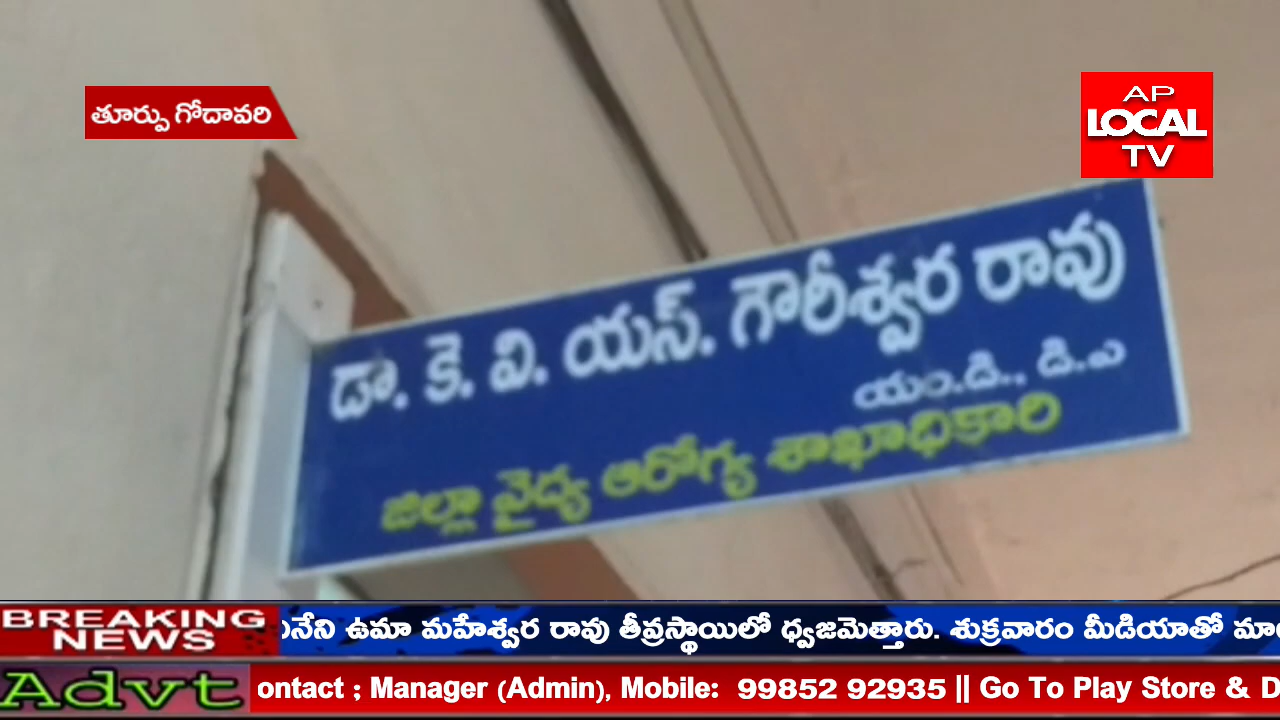 తూర్పు గోదావరి
AP
LOCAL
TV
డా. కె. వి. యస్. గౌరీశ్వర రావు
యం.డి., డి.ఎ
జిల్లా వైద్య ఆరోగ్య శాఖాధికారి
BREAKING
NEWS
ఉమా మహేశ్వర రావు తీవ్రస్థాయిలో ధ్వజమెత్తారు. శుక్రవారం మీడియాతో
Advt
ontact ; Manager (Admin), Mobile: 99852 92935 || Go To Play Store & D